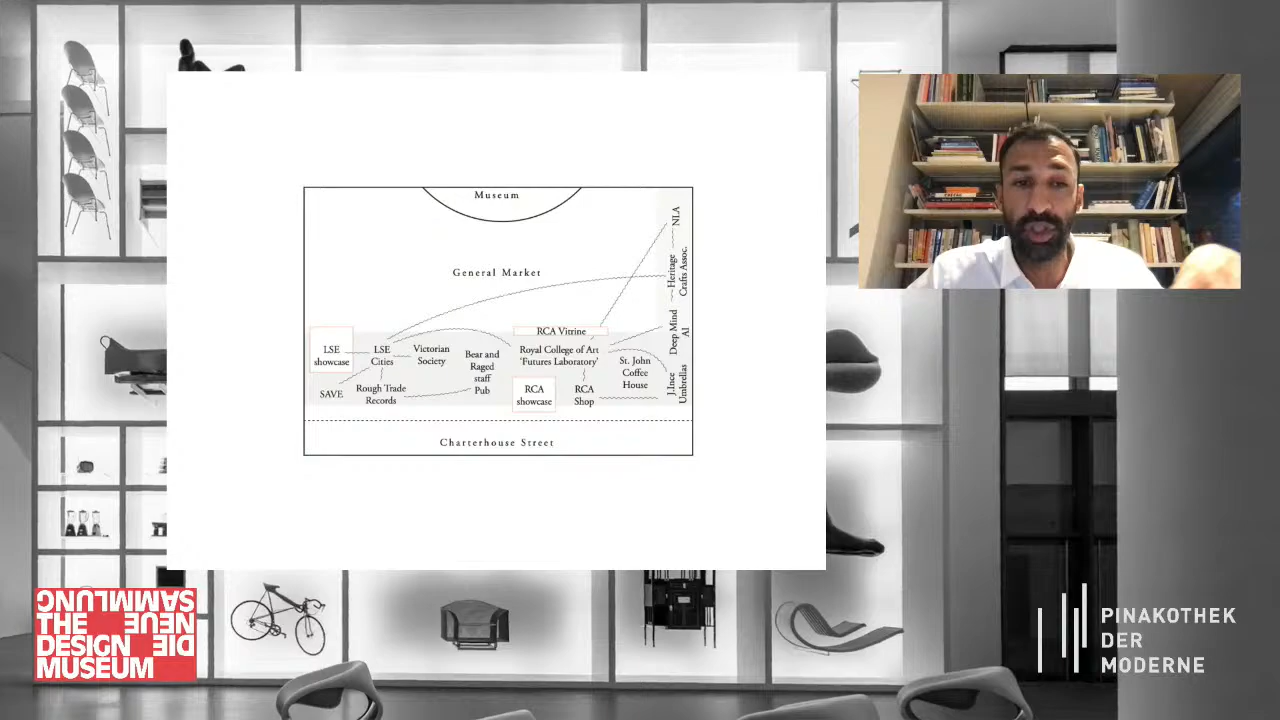 Museum
NLA
General Market
Heritage
Crafts Assoc.
Deep Mind
AI
RCA Vitrine
LSE
showcase
LSE
Cities
Victorian
Society
Bear and
Raged
staff
Pub
Royal College of Art
‘Futures Laboratory’
St. John
Coffee
House
J.Ince
Umbrellas
SAVE
Rough Trade
Records
RCA
showcase
RCA
Shop
Charterhouse Street
SAMMLUNG
THE NEUE
DESIGN DIE
MUSEUM
PINAKOTHEK
DER
MODERNE